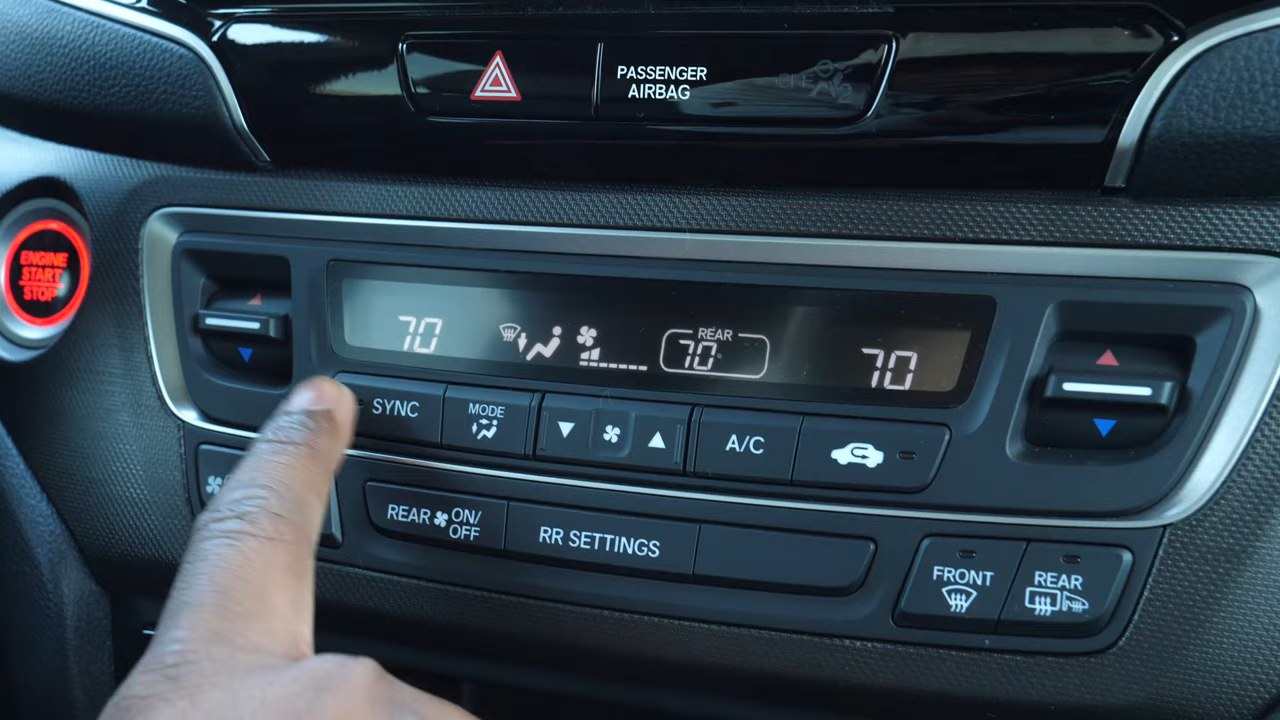 PASSENGER
AIRBAG
ENGINE
START
STOP
70
REAR
70
70
SYNC
MODE
A/C
REAR ON/
OFF
RR SETTINGS
FRONT
REAR